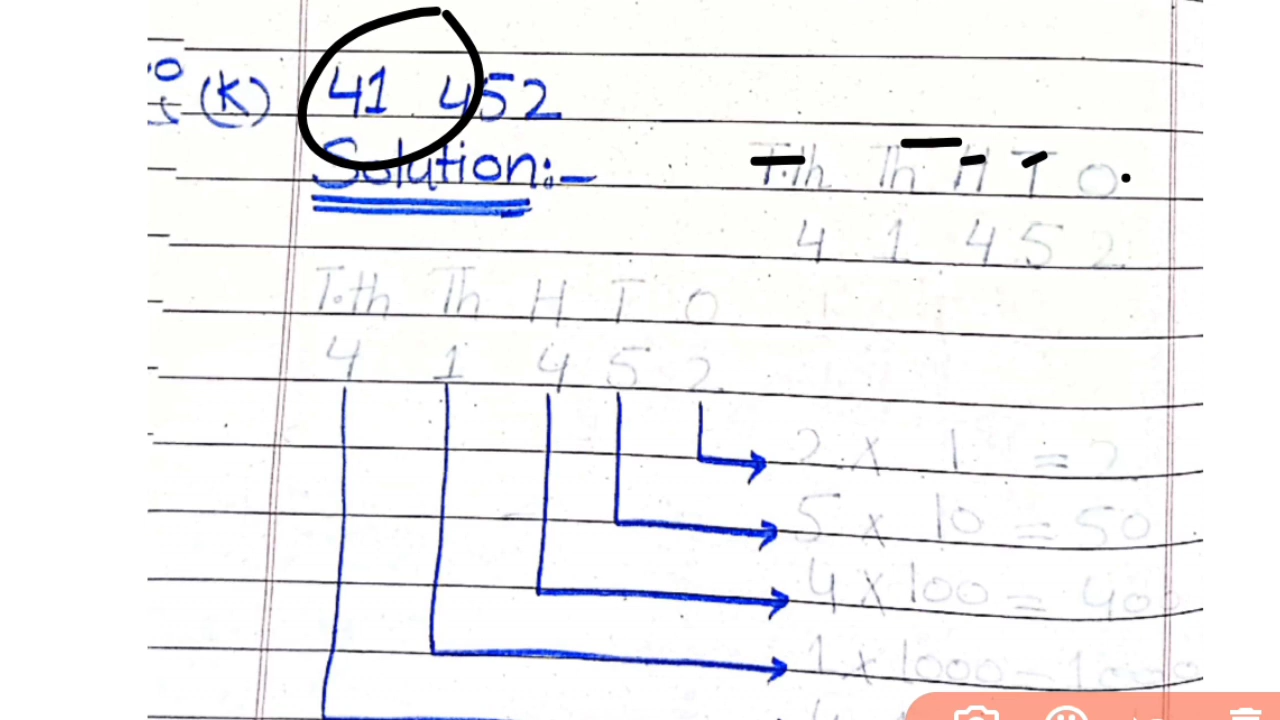 (K) 41 452
Solution:-
T.th Th H T O
4 1 4 5 2
T.th Th H T O
4 1 4 5 2
2 x 1 = 2
5 x 10 = 50
4 x 100 = 400
1 x 1000 = 1000